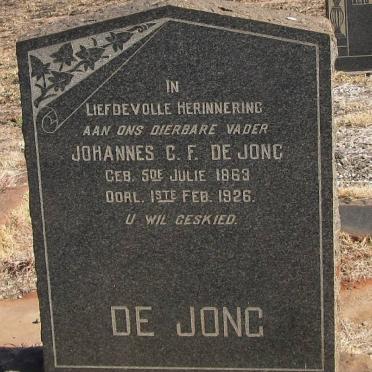 IN
LIEFDEVOLLE HERINNERING
AAN ONS DIERBARE VADER
JOHANNES C. F. DE JONG
GEB. 5DE JULIE 1863
OORL. 1STE FEB. 1926.
U WIL GESKIED.
DE JONG